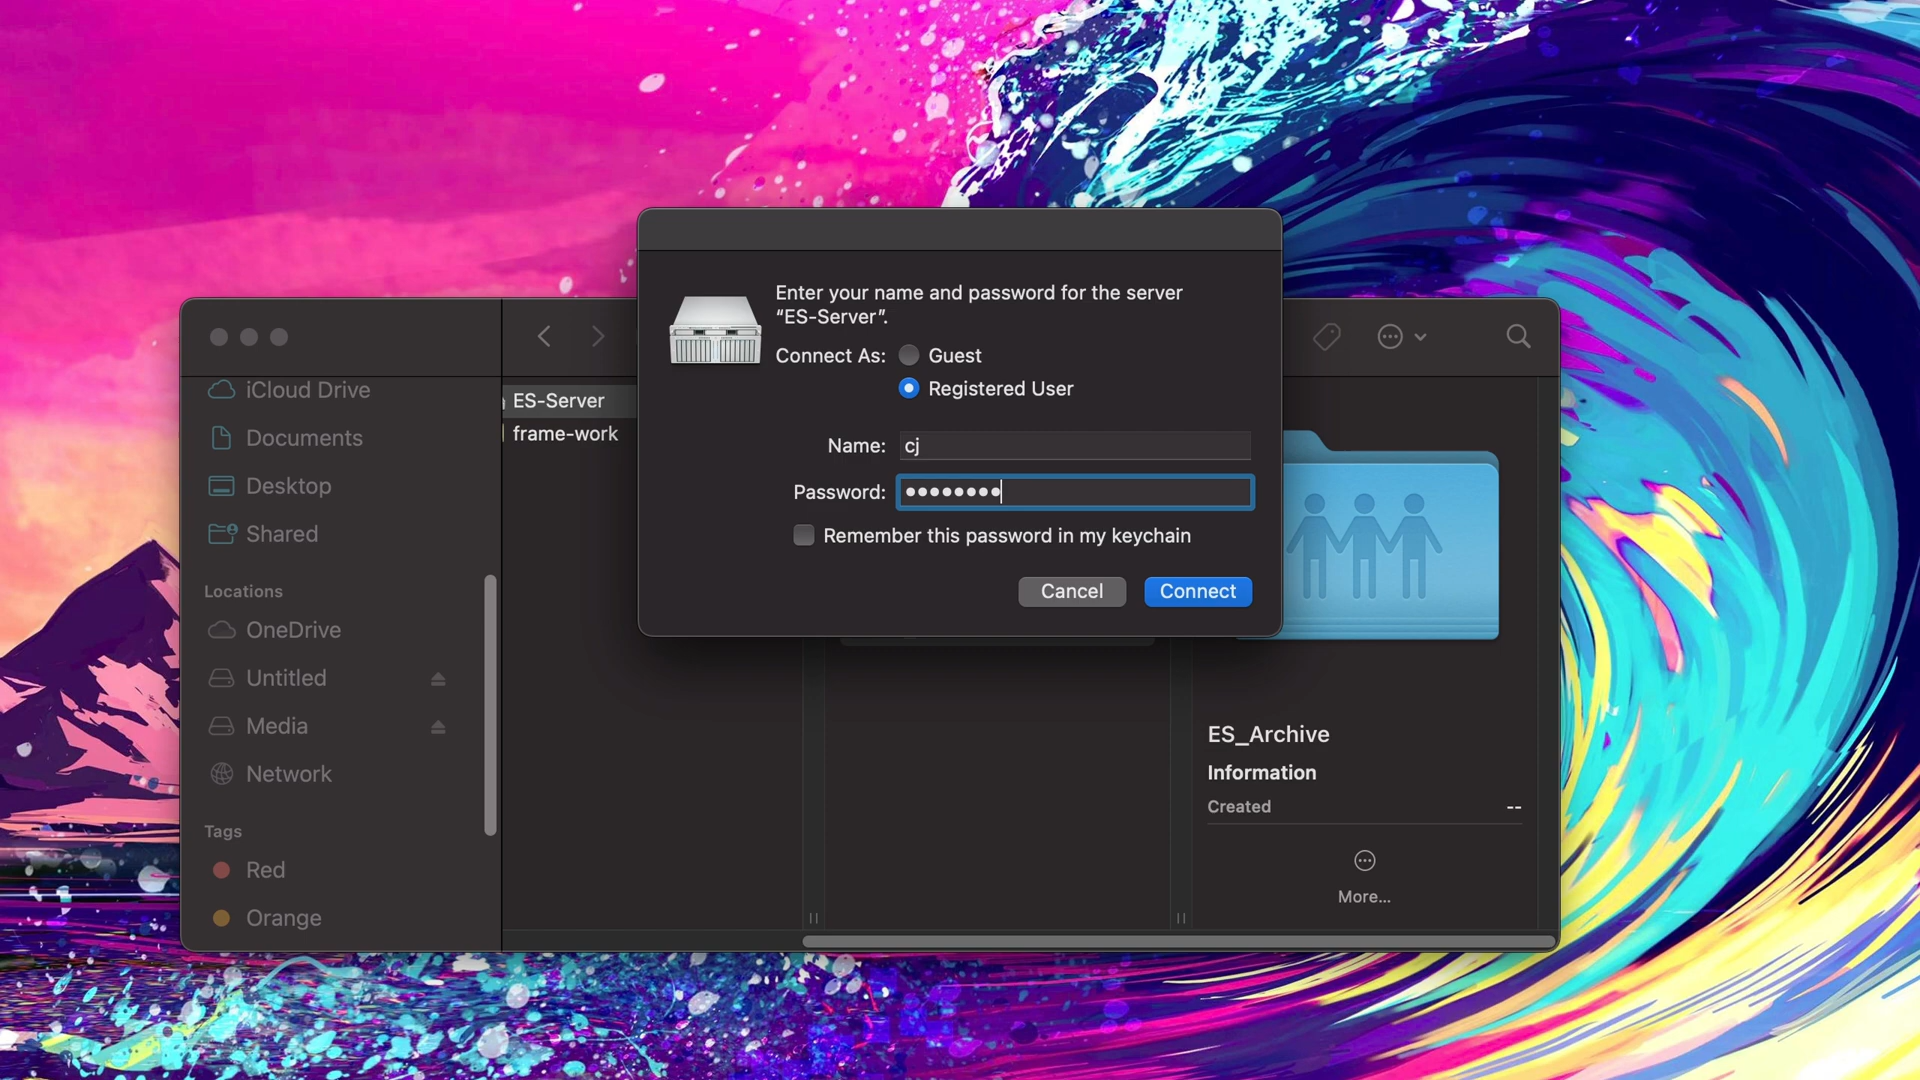 Enter your name and password for the server
“ES-Server”.
Connect As: Guest
Registered User
Name: cj
Password: ••••••••
Remember this password in my keychain
Cancel Connect
iCloud Drive
Documents
Desktop
Shared
Locations
OneDrive
Untitled
Media
Network
Tags
Red
Orange
ES-Server
frame-work
ES_Archive
Information
Created --
More...